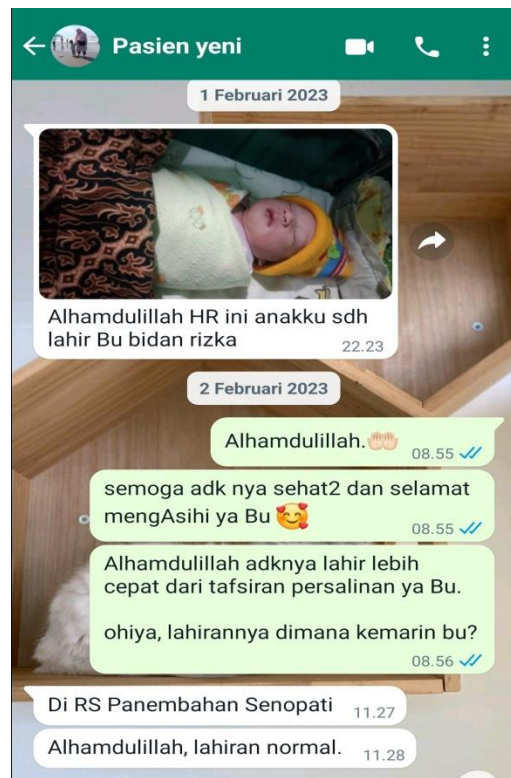 Pasien yeni
1 Februari 2023
Alhamdulillah HR ini anakku sdh
lahir Bu bidan rizka
22.23
2 Februari 2023
Alhamdulillah.🤲🏻
08.55
semoga adk nya sehat2 dan selamat
mengAsihi ya Bu 🥰
08.55
Alhamdulillah adknya lahir lebih
cepat dari tafsiran persalinan ya Bu.
ohiya, lahirannya dimana kemarin bu?
08.56
Di RS Panembahan Senopati
11.27
Alhamdulillah, lahiran normal.
11.28